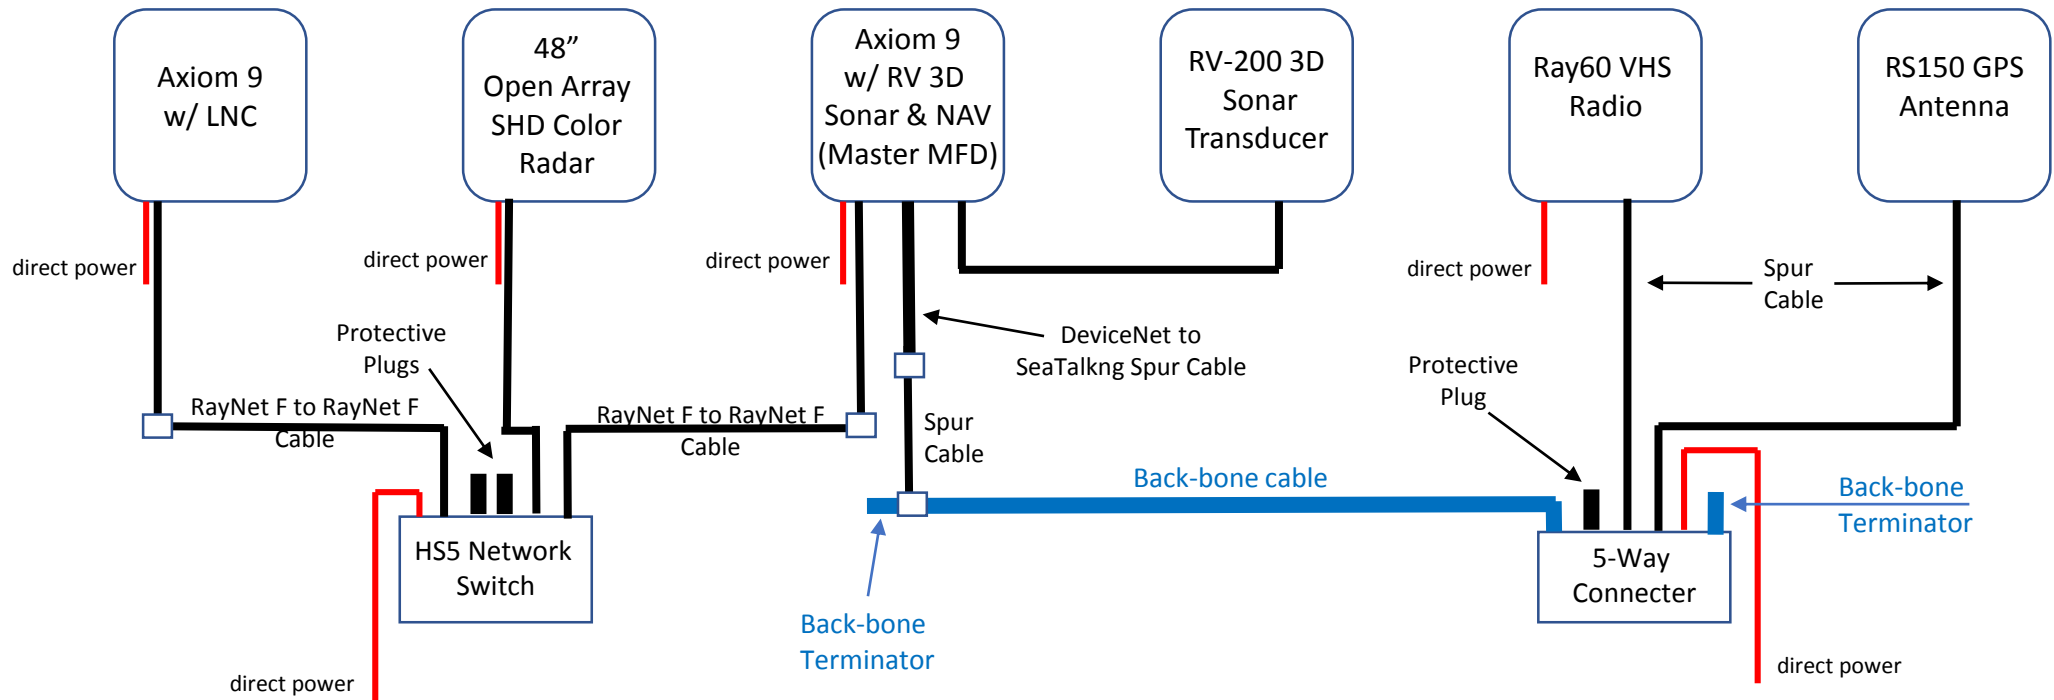 Axiom 9
w/ LNC
48”
Open Array
SHD Color
Radar
Axiom 9
w/ RV 3D
Sonar & NAV
(Master MFD)
RV-200 3D
Sonar
Transducer
Ray60 VHS
Radio
RS150 GPS
Antenna
direct power
direct power
direct power
direct power
Spur
Cable
Protective
Plugs
DeviceNet to
SeaTalkng Spur Cable
Protective
Plug
RayNet F to RayNet F
Cable
RayNet F to RayNet F
Cable
Spur
Cable
Back-bone cable
Back-bone
Terminator
HS5 Network
Switch
5-Way
Connecter
Back-bone
Terminator
direct power
direct power